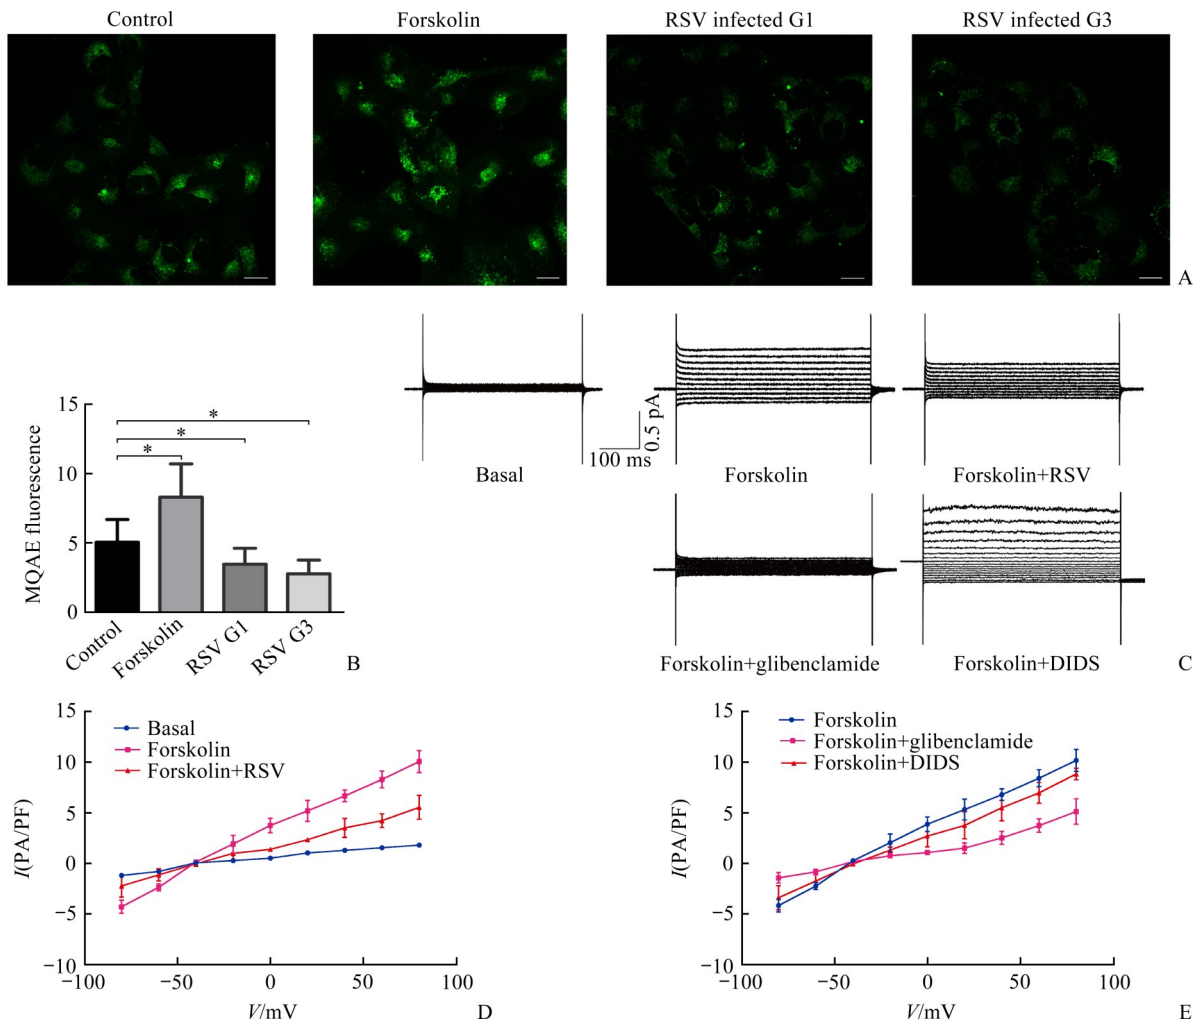 Control
Forskolin
RSV infected G1
RSV infected G3
A
MQAE fluorescence
15
10
5
0
*
*
*
Control
Forskolin
RSV G1
RSV G3
B
Basal
100 ms
0.5 pA
Forskolin
Forskolin+RSV
Forskolin+glibenclamide
Forskolin+DIDS
C
I(PA/PF)
15
10
5
0
−5
−10
Basal
Forskolin
Forskolin+RSV
−100
−50
0
50
100
V/mV
D
I(PA/PF)
15
10
5
0
−5
−10
Forskolin
Forskolin+glibenclamide
Forskolin+DIDS
−100
−50
0
50
100
V/mV
E